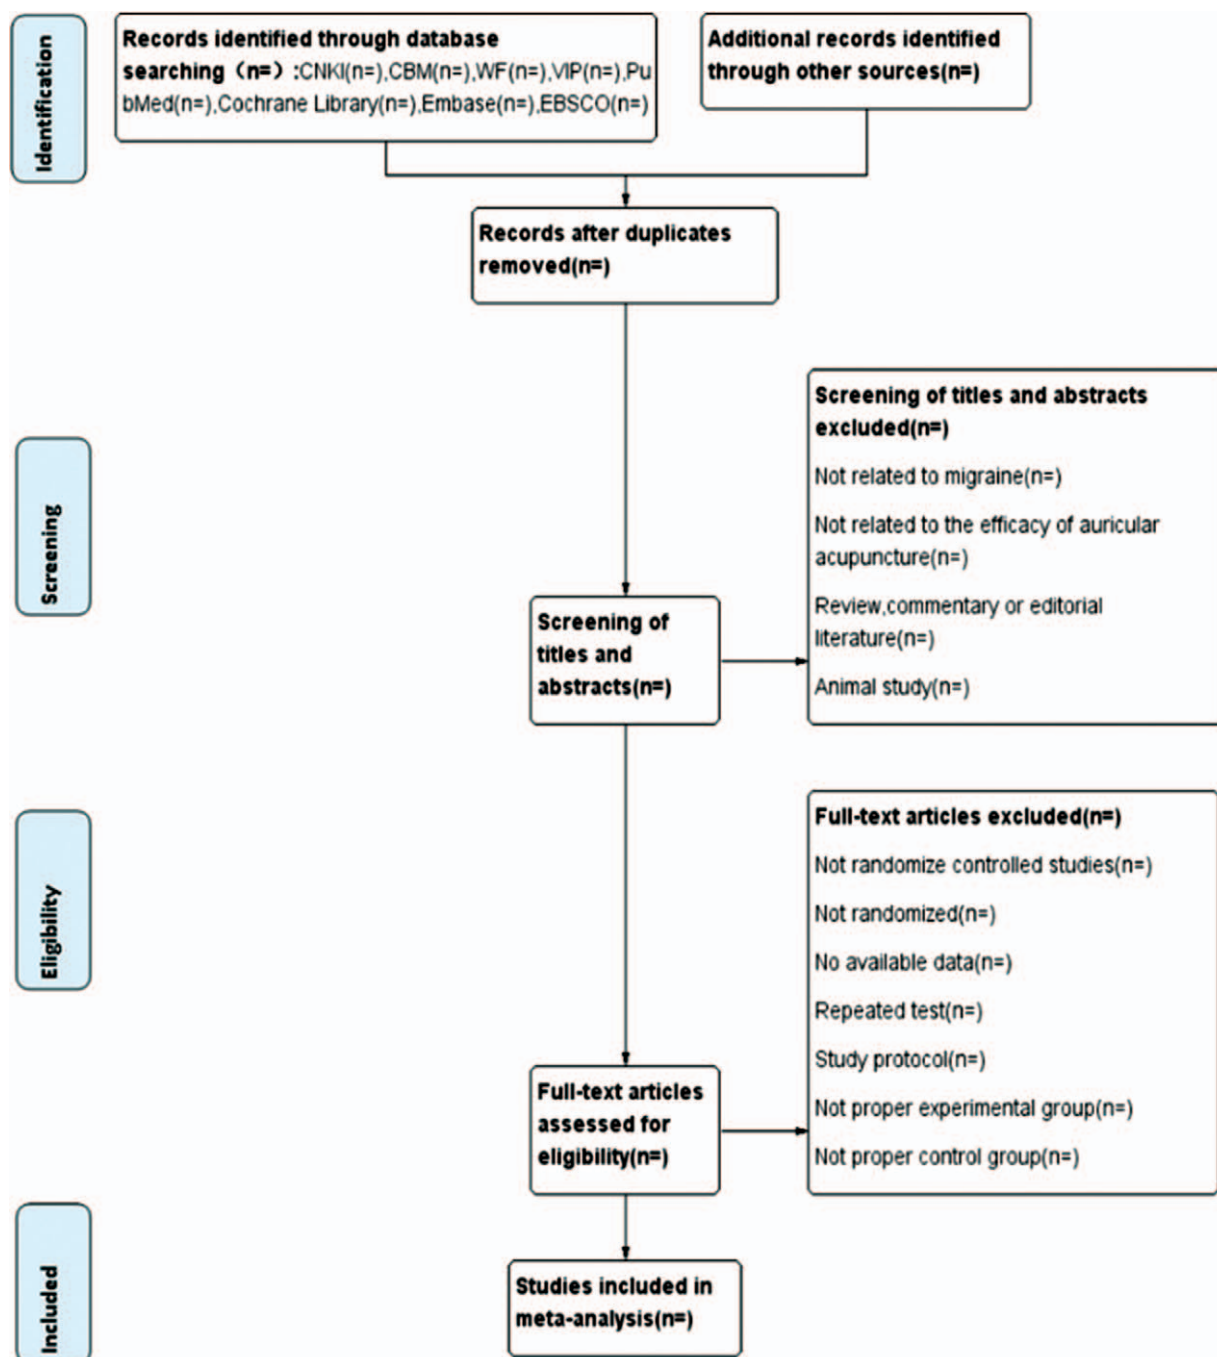 Identification
Records identified through database
searching（n=）:CNKI(n=),CBM(n=),WF(n=),VIP(n=),Pu
bMed(n=),Cochrane Library(n=),Embase(n=),EBSCO(n=)
Additional records identified
through other sources(n=)
Records after duplicates
removed(n=)
Screening
Screening of titles and abstracts
excluded(n=)
Not related to migraine(n=)
Not related to the efficacy of auricular
acupuncture(n=)
Review,commentary or editorial
literature(n=)
Animal study(n=)
Screening of
titles and
abstracts(n=)
Eligibility
Full-text articles excluded(n=)
Not randomize controlled studies(n=)
Not randomized(n=)
No available data(n=)
Repeated test(n=)
Study protocol(n=)
Not proper experimental group(n=)
Not proper control group(n=)
Full-text articles
assessed for
eligibility(n=)
Included
Studies included in
meta-analysis(n=)